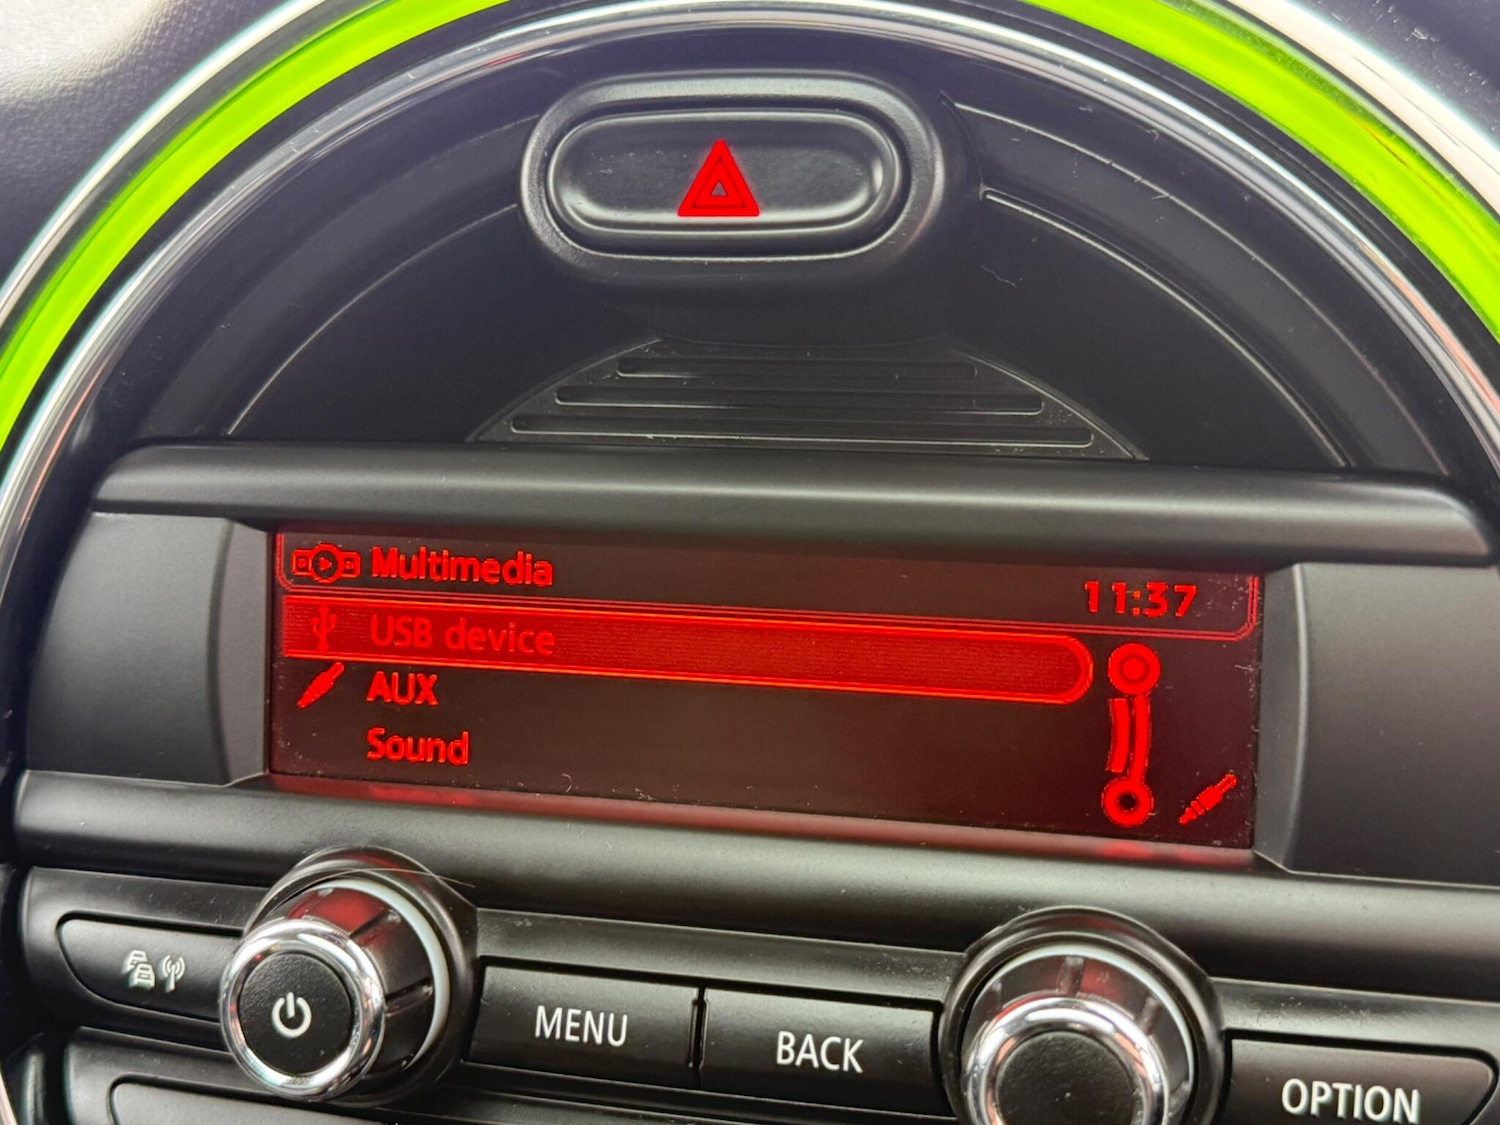 Multimedia
11:37
USB device
AUX
Sound
MENU
BACK
OPTION